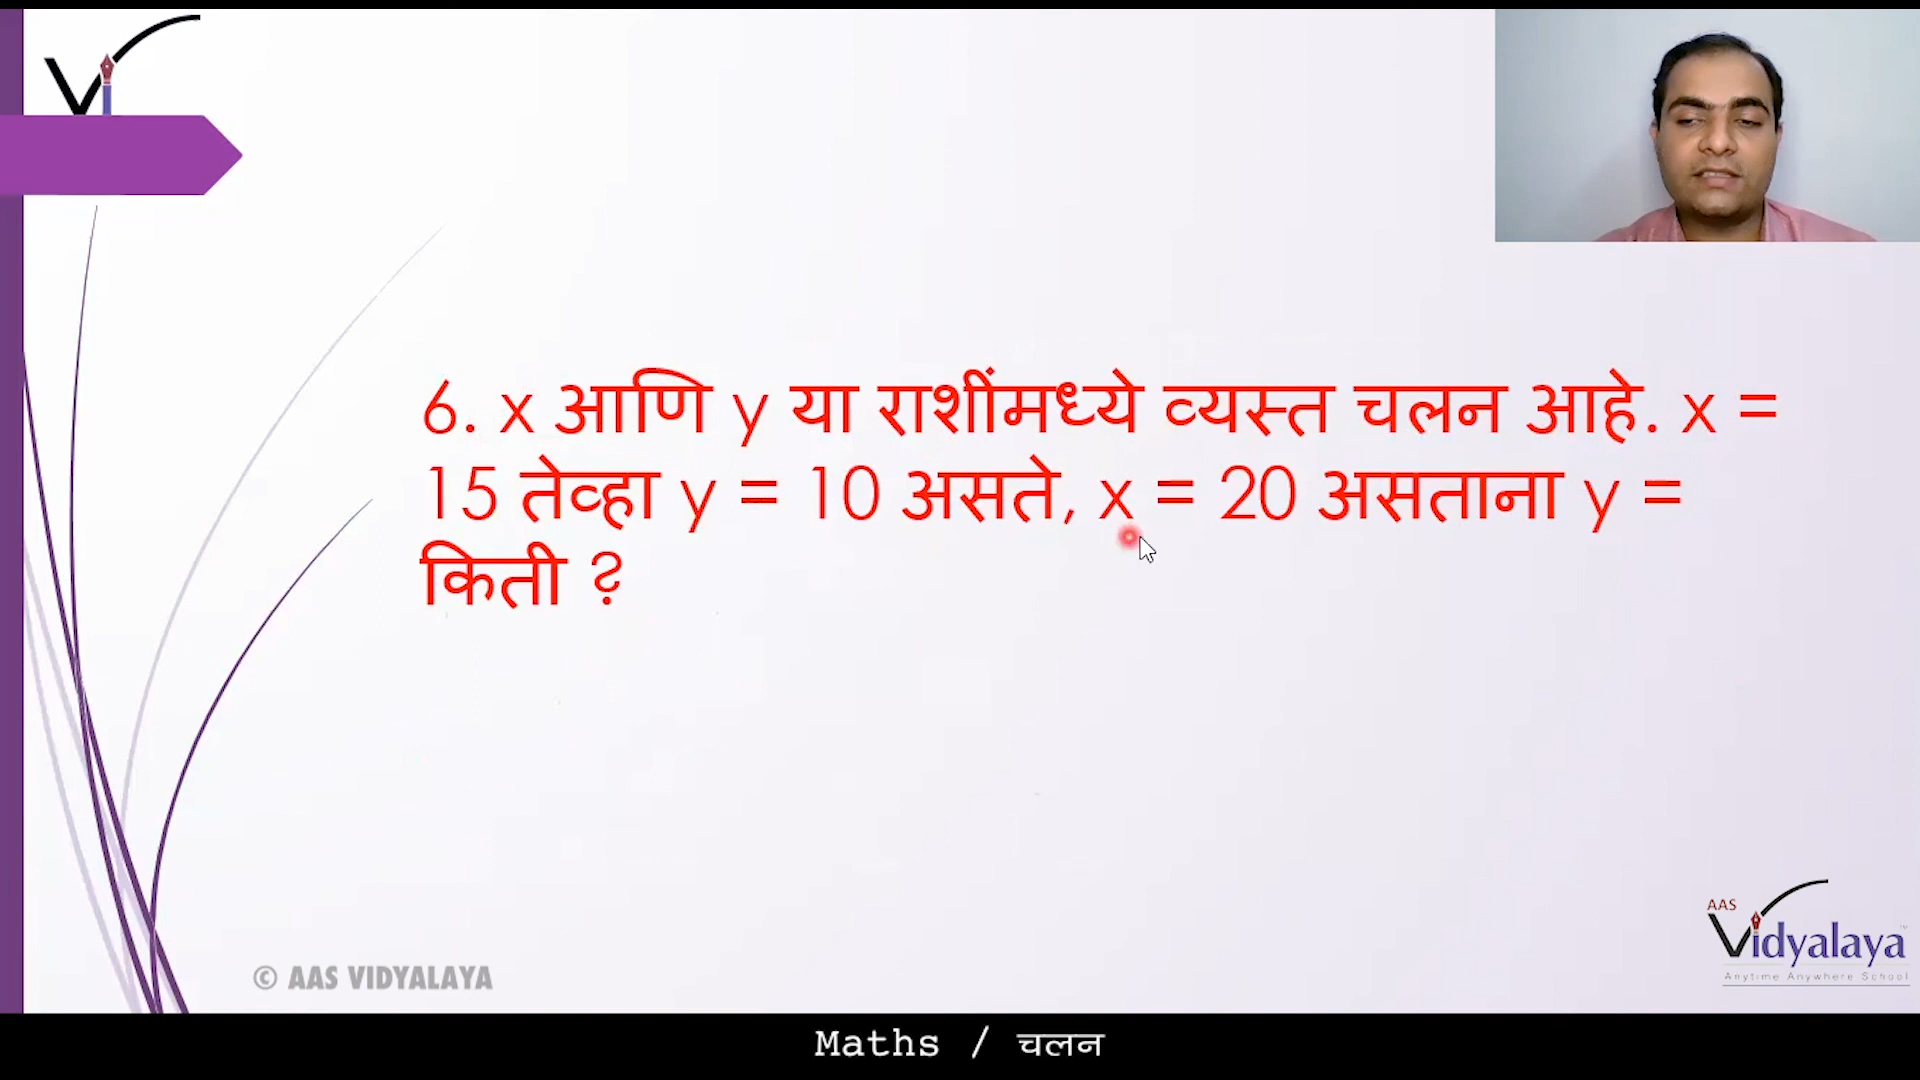 Vi
6. x आणि y या राशींमध्ये व्यस्त चलन आहे. x =
15 तेव्हा y = 10 असते, x = 20 असताना y =
किती ?
AAS
Vidyalaya
Anytime Anywhere School
© AAS VIDYALAYA
Maths / चलन